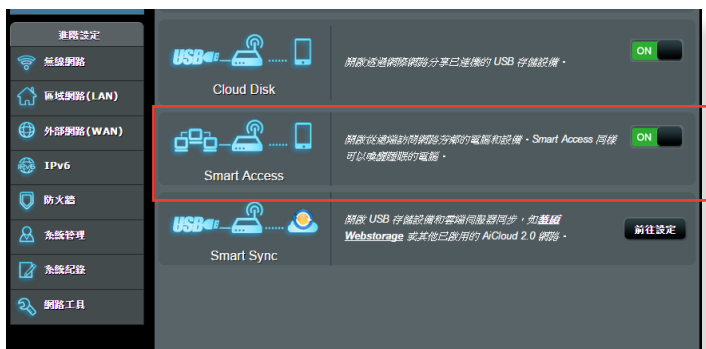 進階設定
無線網路
區域網路(LAN)
外部網路(WAN)
IPv6
防火牆
系統管理
系統記錄
網路工具
USB
Cloud Disk
開啟透過網際網路分享已連機的 USB 存儲設備。
ON
Smart Access
開啟從遠端訪問網路芳鄰的電腦和設備。Smart Access 同樣
可以喚醒睡眠的電腦。
ON
USB
Smart Sync
開啟 USB 存儲設備和雲端伺服器同步,如華碩
Webstorage 或其他已啟用的 AiCloud 2.0 網路。
前往設定